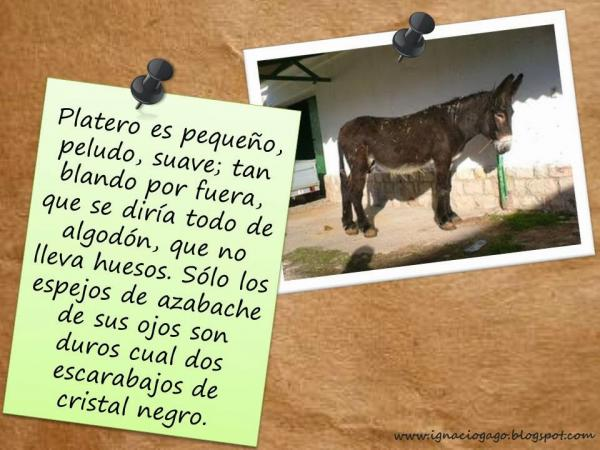 Platero es pequeño,
peludo, suave; tan
blando por fuera,
que se diría todo de
algodón, que no
lleva huesos. Sólo los
espejos de azabache
de sus ojos son
duros cual dos
escarabajos de
cristal negro.
www.ignaciogago.blogspot.com